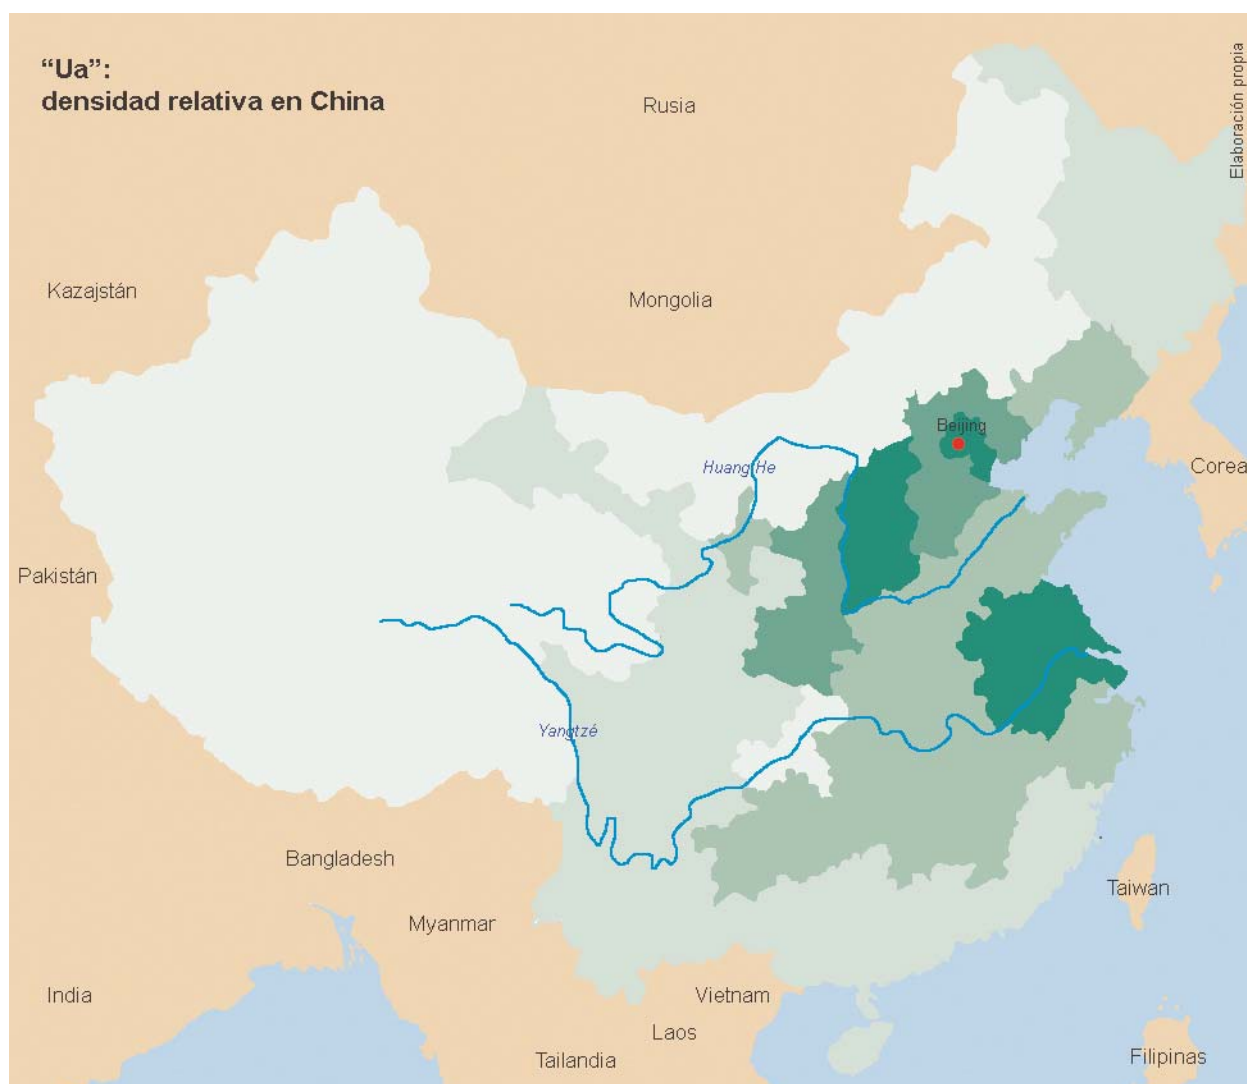 “Ua”:
densidad relativa en China
Elaboración propia
Rusia
Kazajstán
Mongolia
Beijing
Huang He
Corea
Pakistán
Yangtzé
Bangladesh
Taiwan
Myanmar
India
Vietnam
Laos
Tailandia
Filipinas